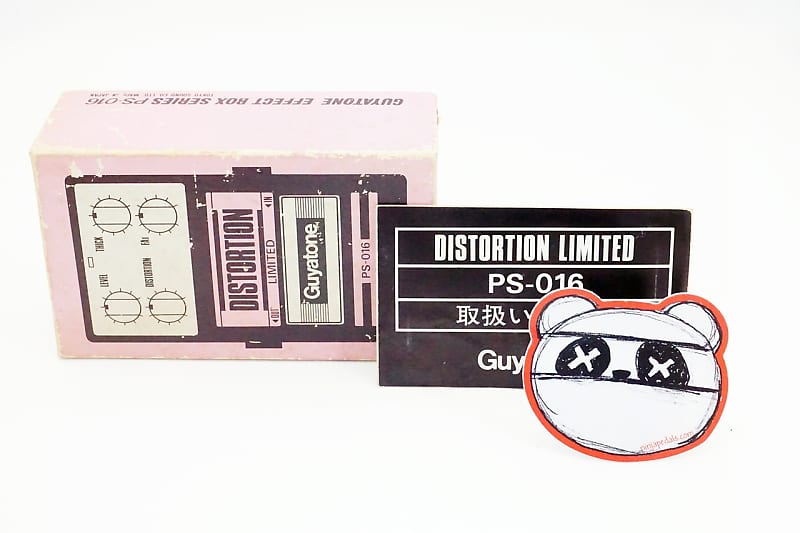 GUYATONE EFFECT BOX SERIES PS-016
TOKYO SOUND CO. LTD. MADE IN JAPAN
THICK
FAT
LEVEL
DISTORTION
DISTORTION
LIMITED
IN
OUT
Guyatone
PS-016
DISTORTION LIMITED
PS-016
取扱い
Guy